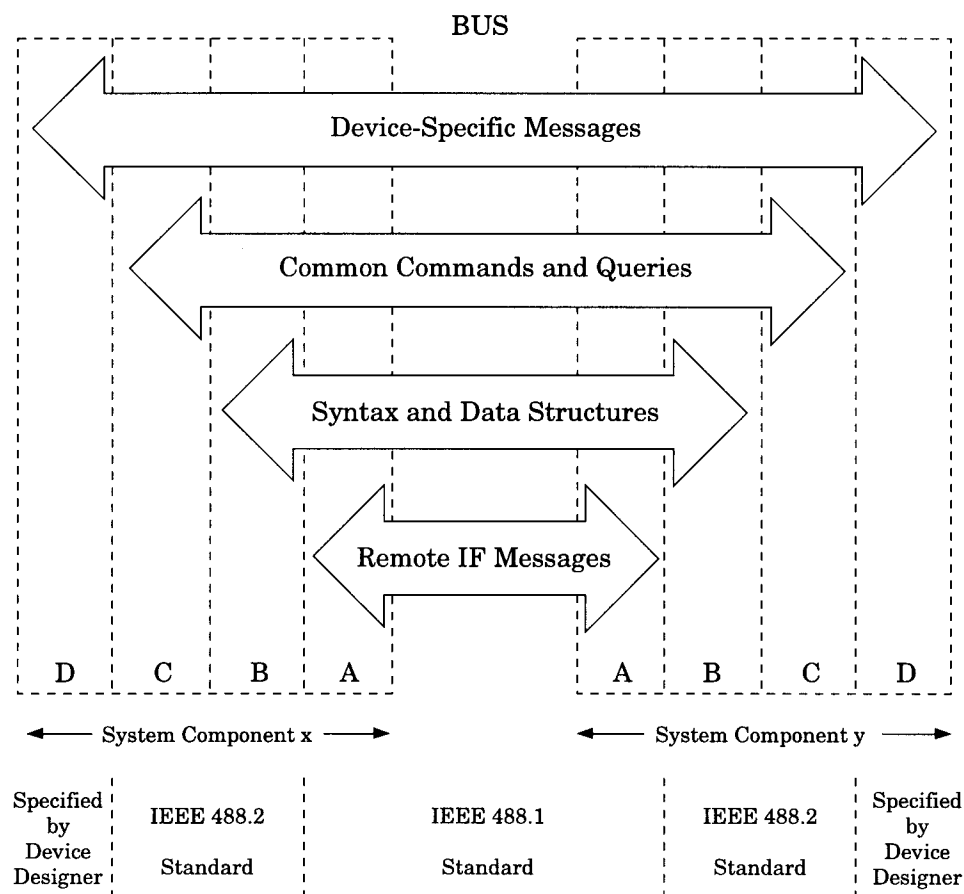 BUS
Device-Specific Messages
Common Commands and Queries
Syntax and Data Structures
Remote IF Messages
D C B A A B C D
System Component x System Component y
Specified
by
Device
Designer
IEEE 488.2
Standard
IEEE 488.1
Standard
IEEE 488.2
Standard
Specified
by
Device
Designer